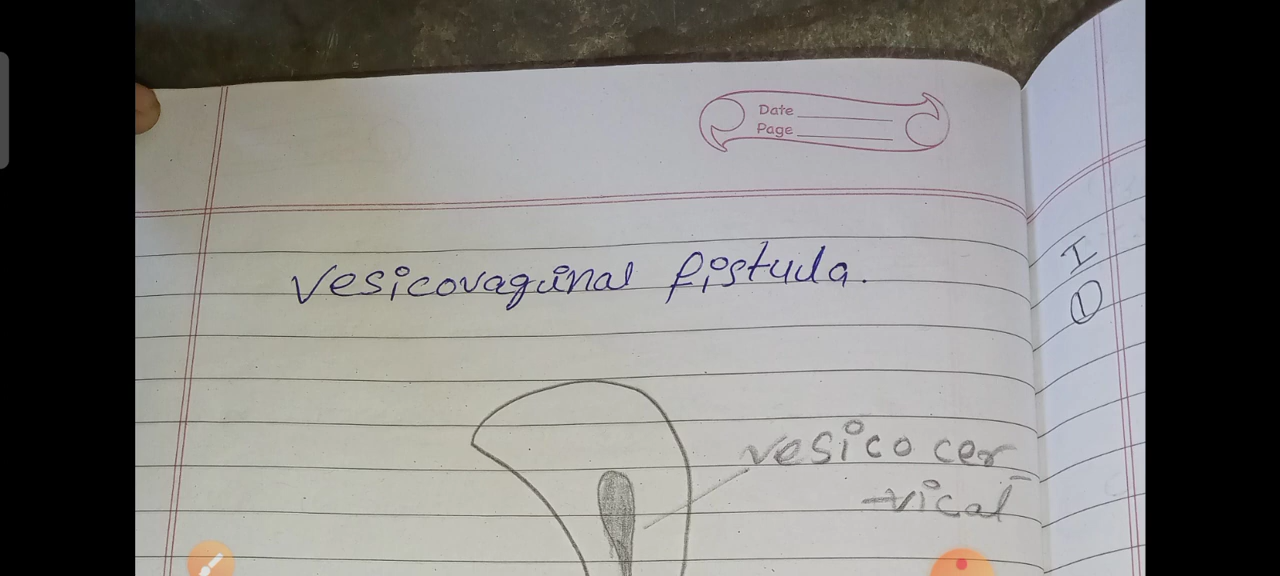 Date
Page
Vesicovaginal fistula.
vesico cer
-vical
I
1